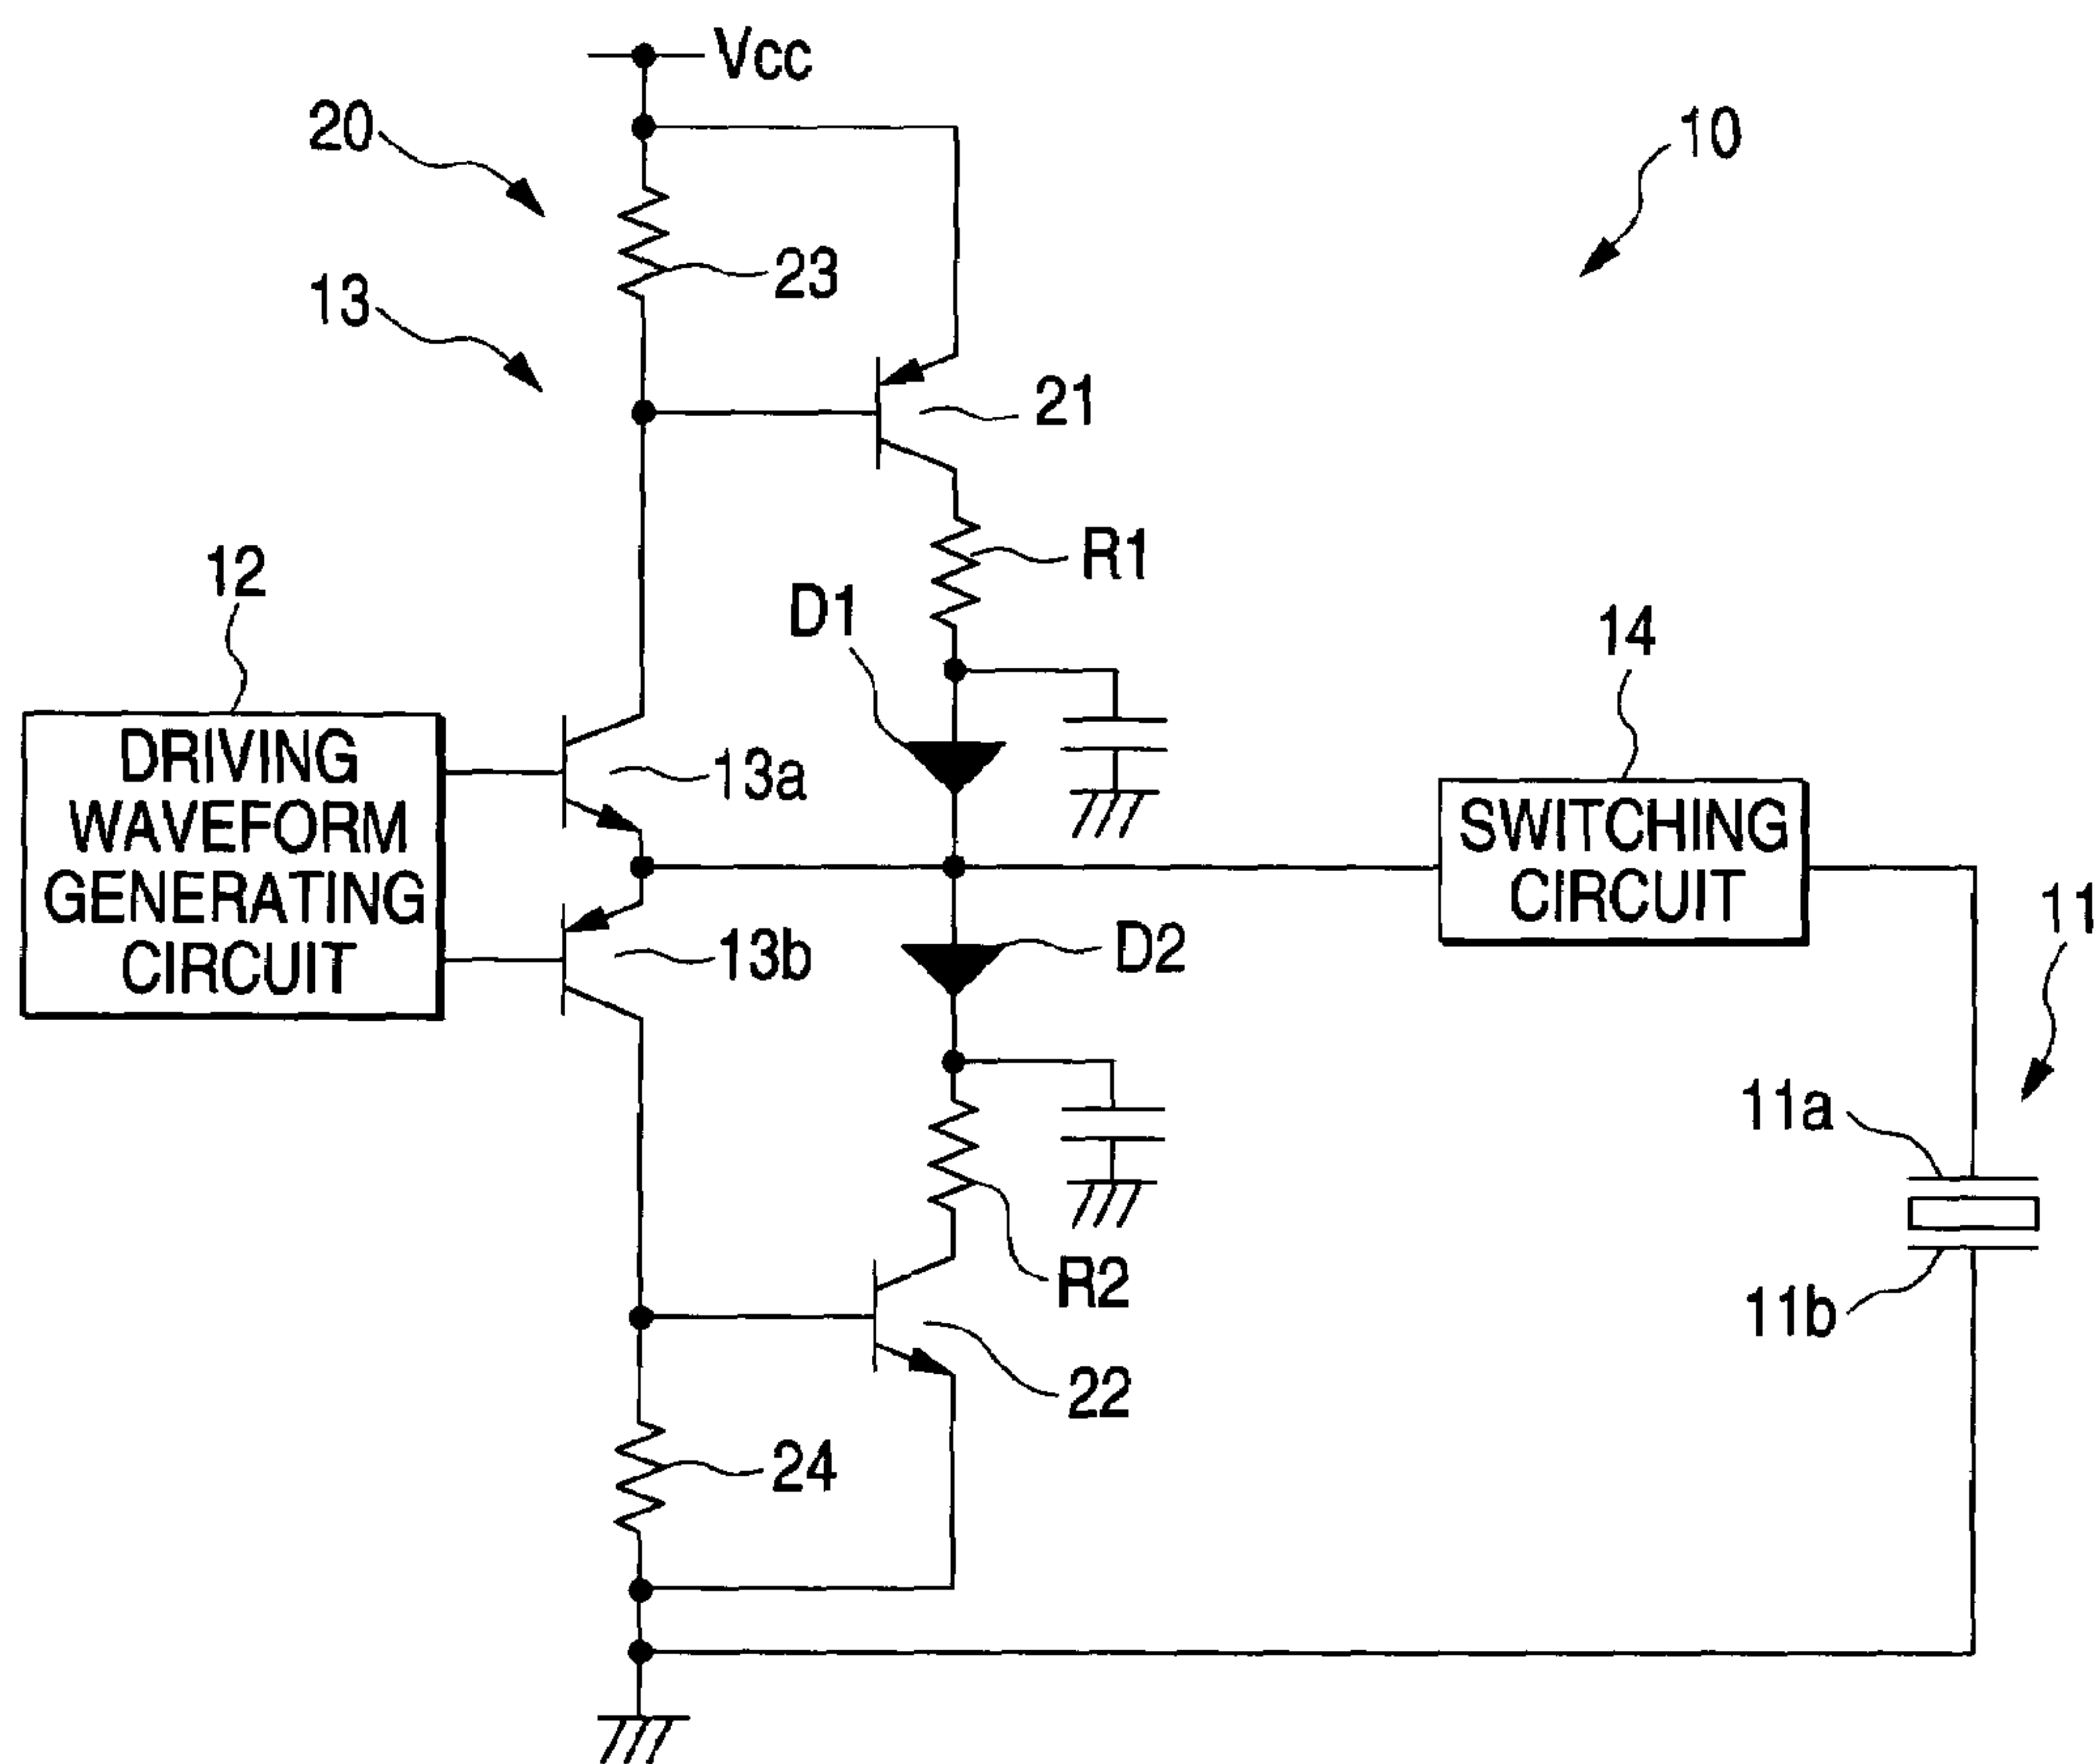 Vcc
20
10
23
13
21
R1
12
D1
14
DRIVING
WAVEFORM
GENERATING
CIRCUIT
13a
SWITCHING
CIRCUIT
11
13b
D2
11a
R2
11b
22
24